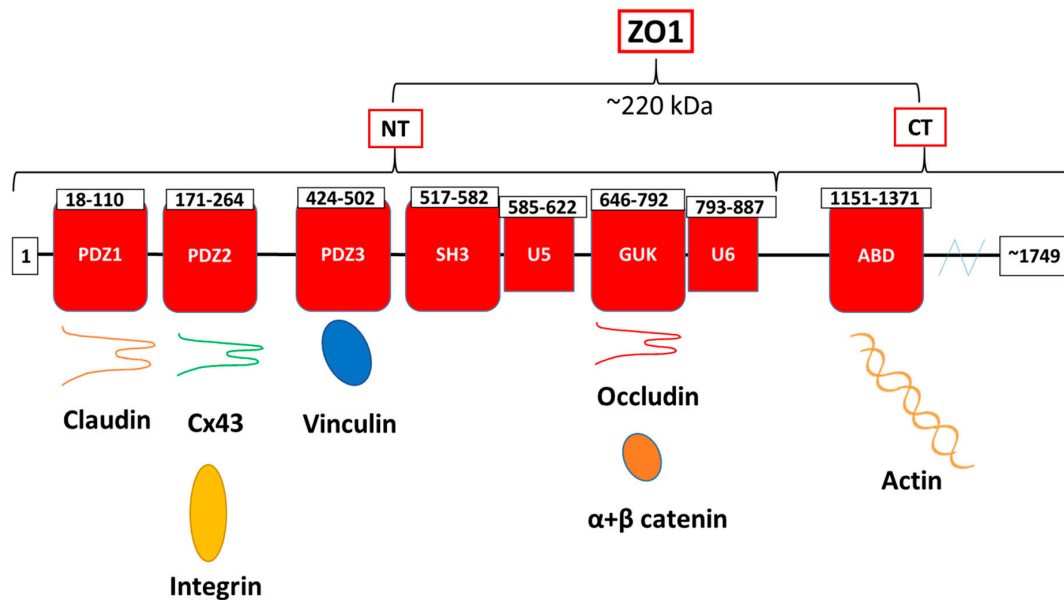 ZO1
~220 kDa
NT
CT
18-110
171-264
424-502
517-582
585-622
646-792
793-887
1151-1371
1
PDZ1
PDZ2
PDZ3
SH3
U5
GUK
U6
ABD
~1749
Claudin
Cx43
Vinculin
Occludin
Actin
α+β catenin
Integrin